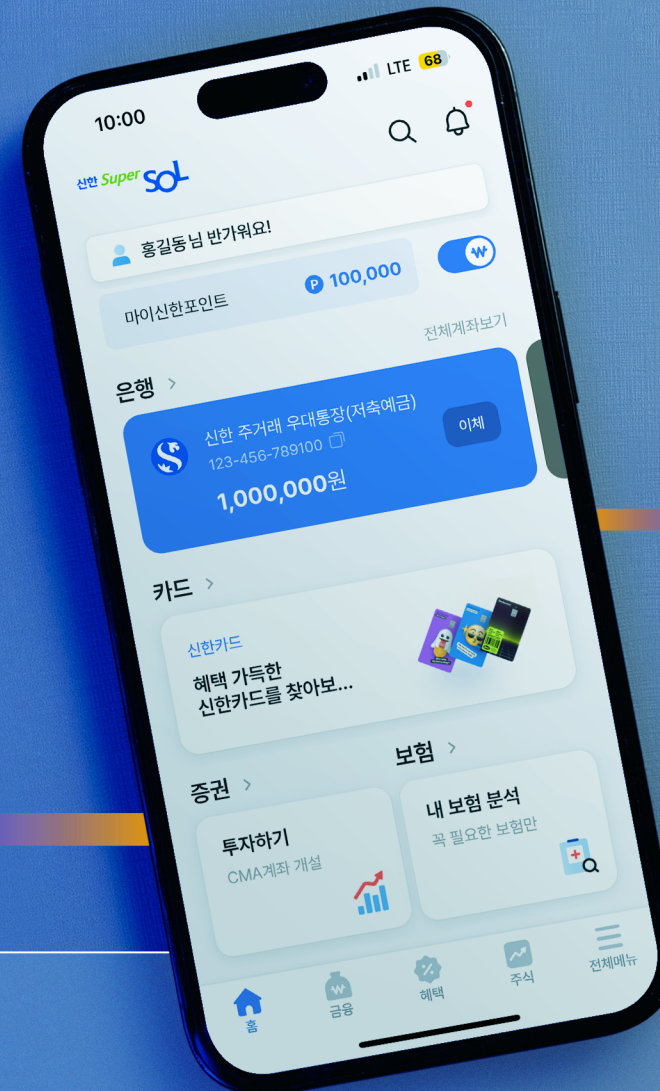 10:00
LTE 68
신한 Super SOL
홍길동님 반가워요!
마이신한포인트
P 100,000
전체계좌보기
은행
신한 주거래 우대통장(저축예금)
123-456-789100
이체
1,000,000원
카드
신한카드
혜택 가득한
신한카드를 찾아보...
증권
보험
투자하기
CMA계좌 개설
내 보험 분석
꼭 필요한 보험만
홈
금융
혜택
주식
전체메뉴